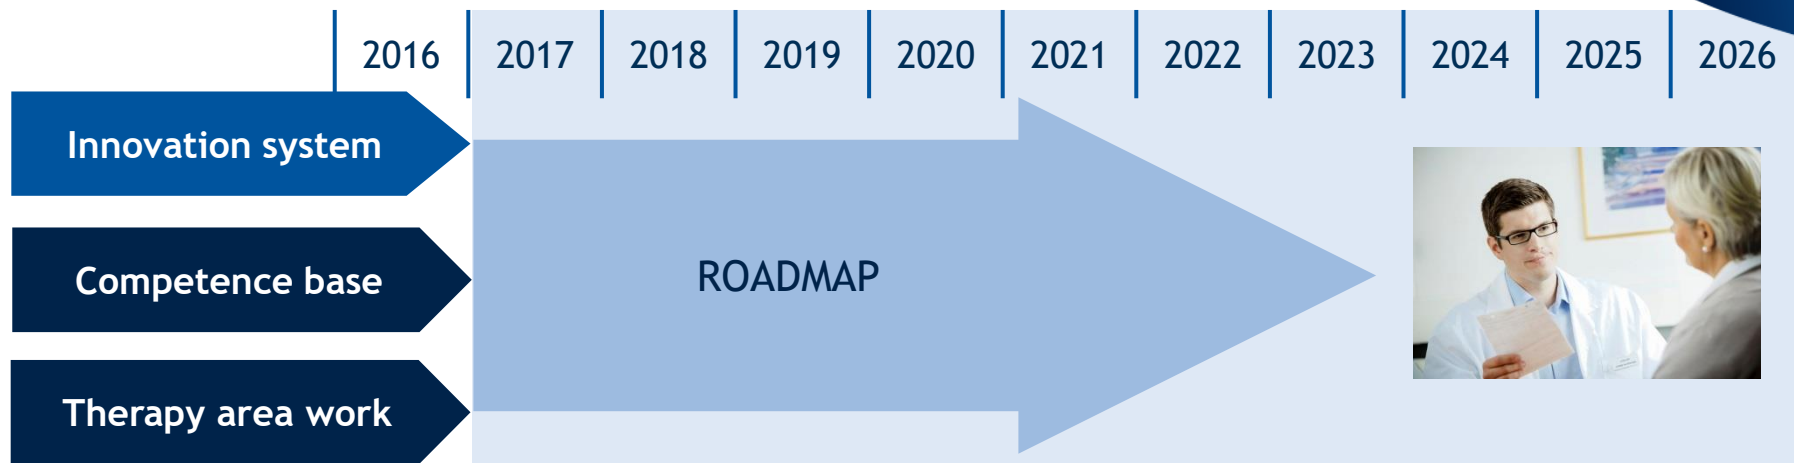 2016 2017 2018 2019 2020 2021 2022 2023 2024 2025 2026
Innovation system
Competence base
ROADMAP
Therapy area work